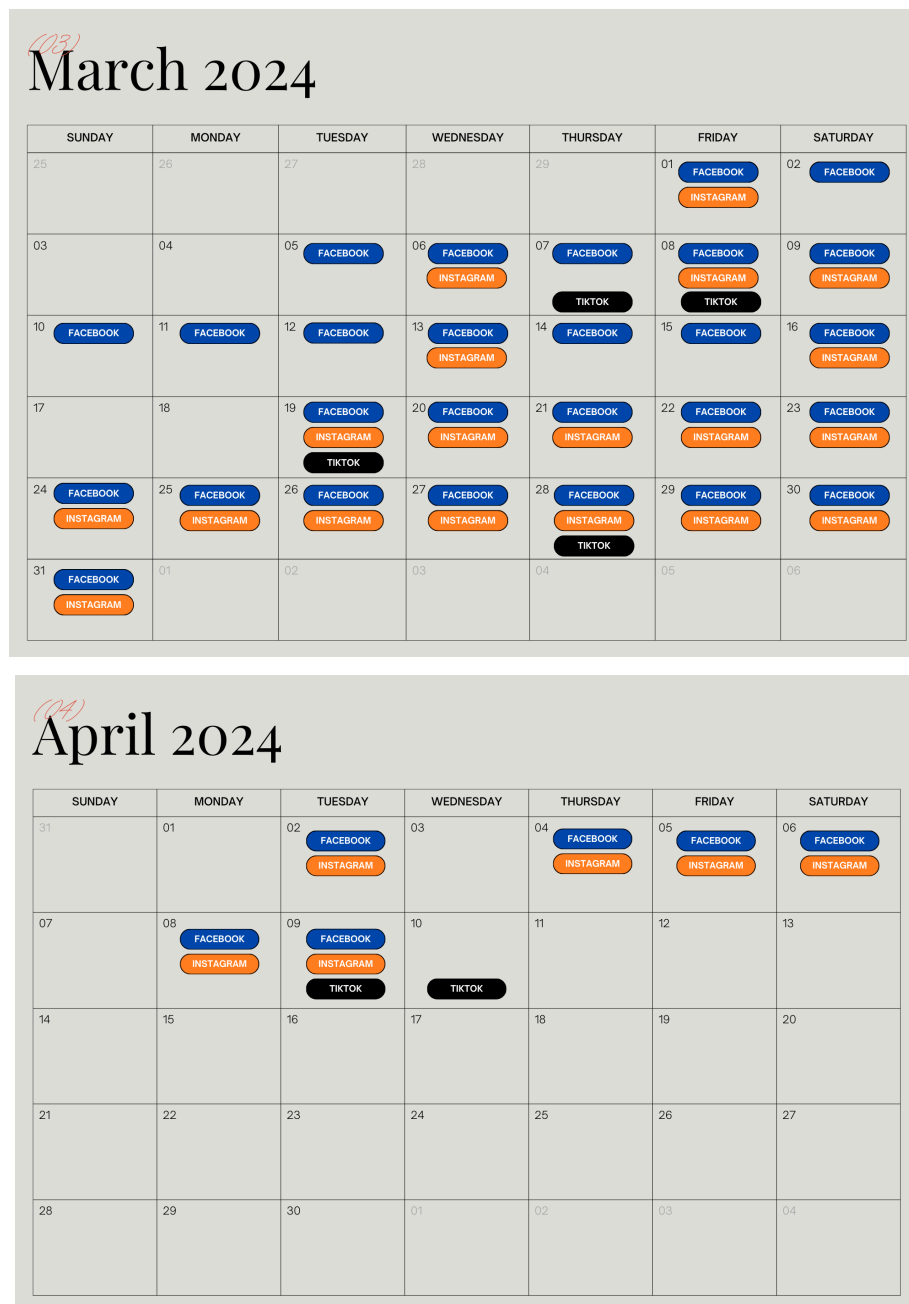 (03)
March 2024
SUNDAY MONDAY TUESDAY WEDNESDAY THURSDAY FRIDAY SATURDAY
25 26 27 28 29 01 FACEBOOK 02 FACEBOOK
INSTAGRAM
03 04 05 FACEBOOK 06 FACEBOOK 07 FACEBOOK 08 FACEBOOK 09 FACEBOOK
INSTAGRAM INSTAGRAM INSTAGRAM
TIKTOK TIKTOK
10 FACEBOOK 11 FACEBOOK 12 FACEBOOK 13 FACEBOOK 14 FACEBOOK 15 FACEBOOK 16 FACEBOOK
INSTAGRAM INSTAGRAM
17 18 19 FACEBOOK 20 FACEBOOK 21 FACEBOOK 22 FACEBOOK 23 FACEBOOK
INSTAGRAM INSTAGRAM INSTAGRAM INSTAGRAM INSTAGRAM
TIKTOK
24 FACEBOOK 25 FACEBOOK 26 FACEBOOK 27 FACEBOOK 28 FACEBOOK 29 FACEBOOK 30 FACEBOOK
INSTAGRAM INSTAGRAM INSTAGRAM INSTAGRAM INSTAGRAM INSTAGRAM INSTAGRAM
TIKTOK
31 FACEBOOK 01 02 03 04 05 06
INSTAGRAM
(04)
April 2024
SUNDAY MONDAY TUESDAY WEDNESDAY THURSDAY FRIDAY SATURDAY
31 01 02 FACEBOOK 03 04 FACEBOOK 05 FACEBOOK 06 FACEBOOK
INSTAGRAM INSTAGRAM INSTAGRAM INSTAGRAM
07 08 FACEBOOK 09 FACEBOOK 10 11 12 13
INSTAGRAM INSTAGRAM
TIKTOK TIKTOK
14 15 16 17 18 19 20
21 22 23 24 25 26 27
28 29 30 01 02 03 04